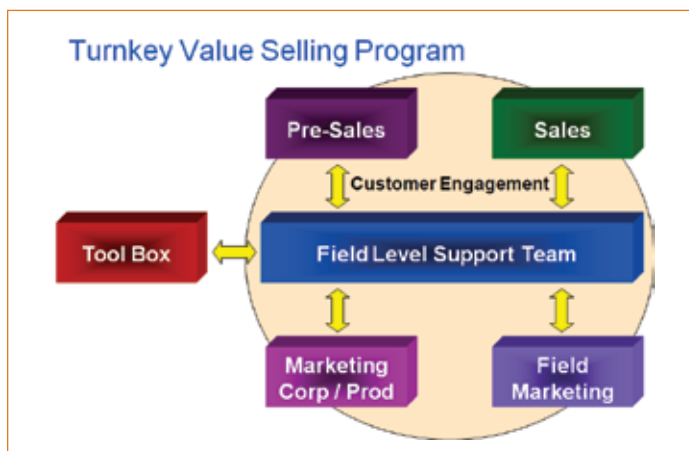 Turnkey Value Selling Program
Pre-Sales
Sales
Customer Engagement
Tool Box
Field Level Support Team
Marketing
Corp / Prod
Field
Marketing